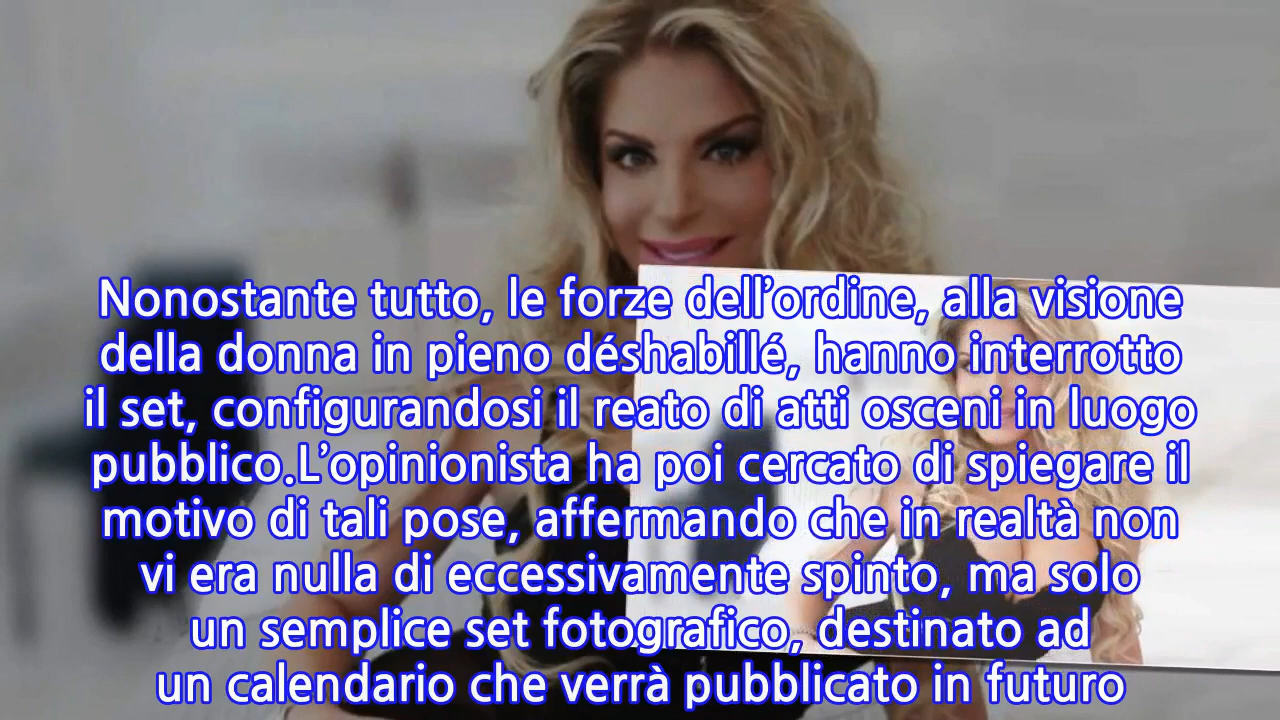 Nonostante tutto, le forze dell’ordine, alla visione
della donna in pieno déshabillé, hanno interrotto
il set, configurandosi il reato di atti osceni in luogo
pubblico.L’opinionista ha poi cercato di spiegare il
motivo di tali pose, affermando che in realtà non
vi era nulla di eccessivamente spinto, ma solo
un semplice set fotografico, destinato ad
un calendario che verrà pubblicato in futuro